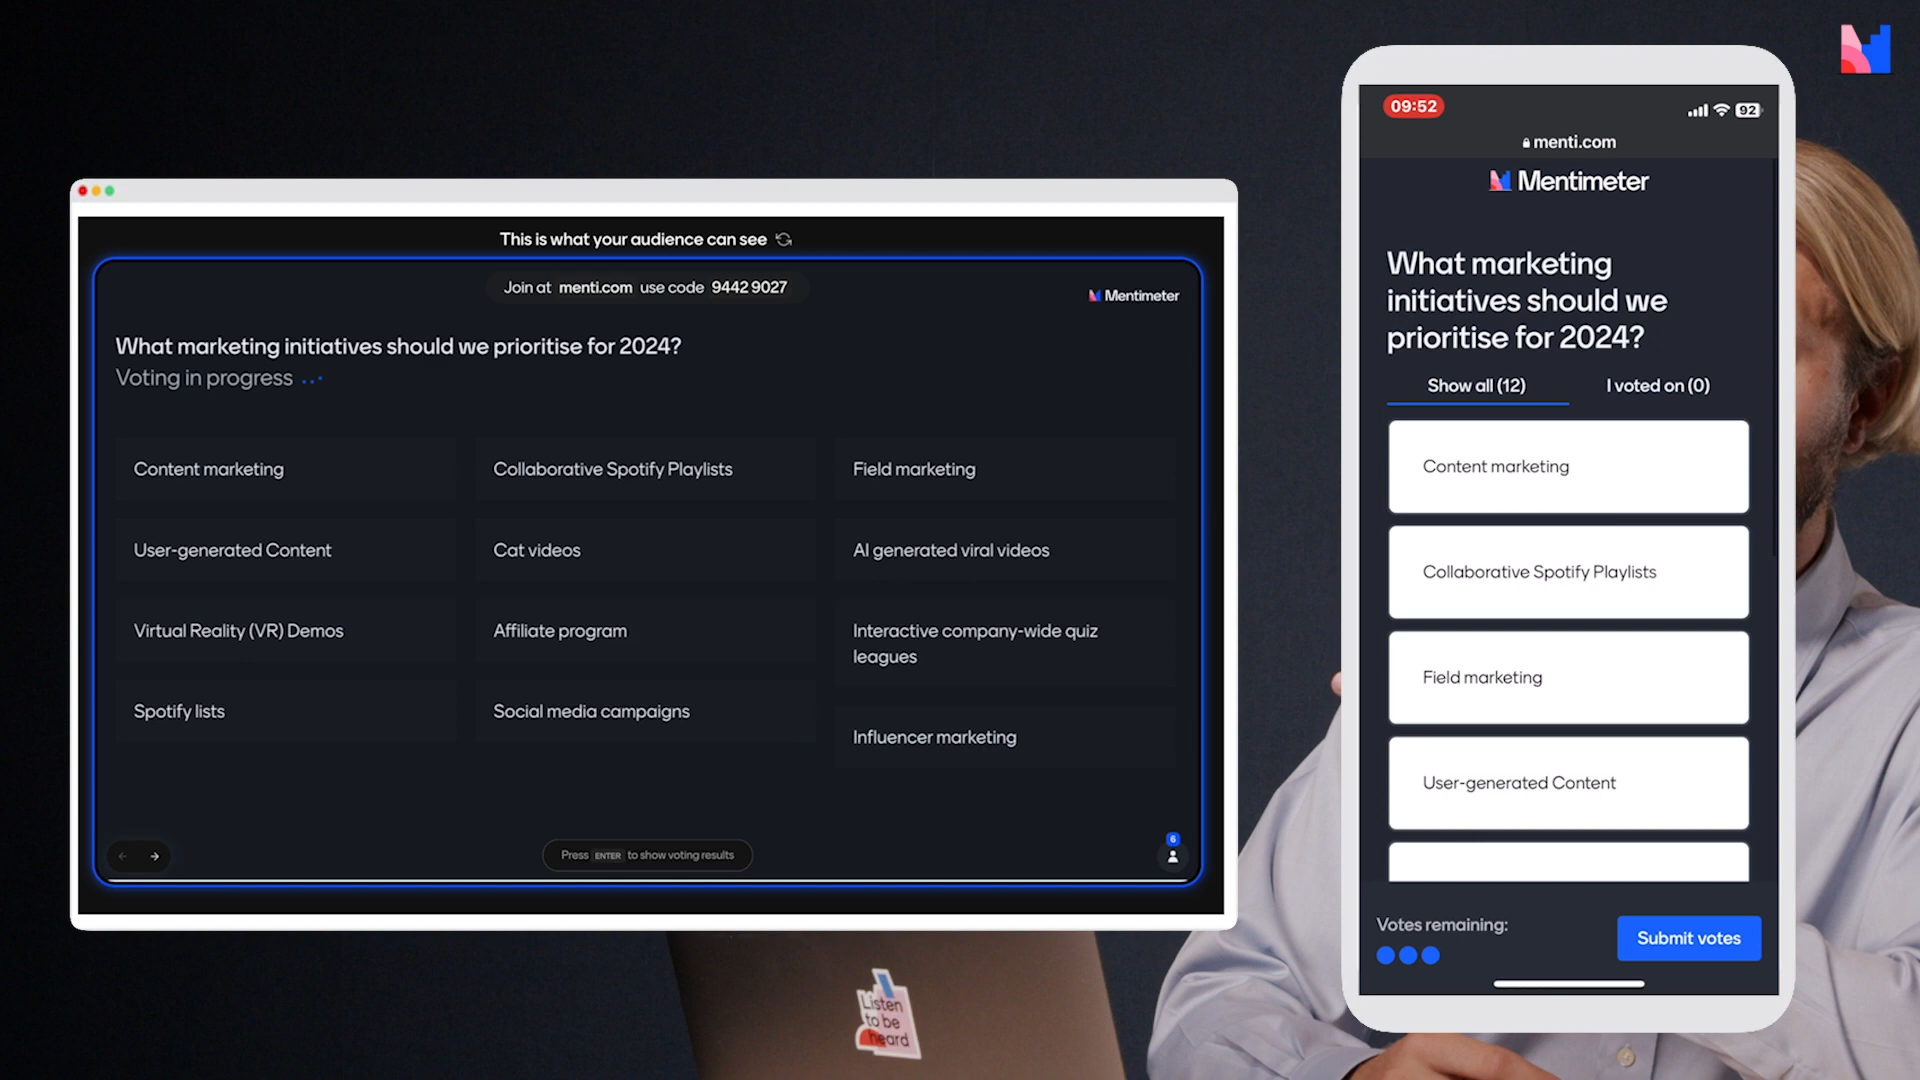 This is what your audience can see
Join at menti.com use code 9442 9027
Mentimeter
What marketing initiatives should we prioritise for 2024?
Voting in progress
Content marketing
Collaborative Spotify Playlists
Field marketing
User-generated Content
Cat videos
AI generated viral videos
Virtual Reality (VR) Demos
Affiliate program
Interactive company-wide quiz
leagues
Spotify lists
Social media campaigns
Influencer marketing
Press ENTER to show voting results
6
09:52
92
menti.com
Mentimeter
What marketing
initiatives should we
prioritise for 2024?
Show all (12)
I voted on (0)
Content marketing
Collaborative Spotify Playlists
Field marketing
User-generated Content
Votes remaining:
Submit votes
Listen
to be
heard